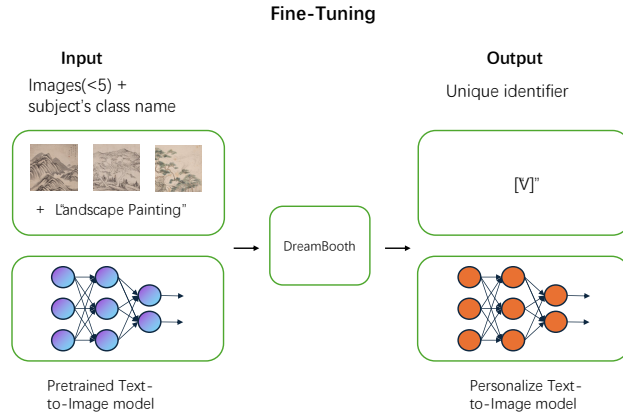 Fine-Tuning
Input
Images(<5) +
subject's class name
+ L"andscape Painting"
Pretrained Text-
to-Image model
DreamBooth
Output
Unique identifier
["V]"
Personalize Text-
to-Image model